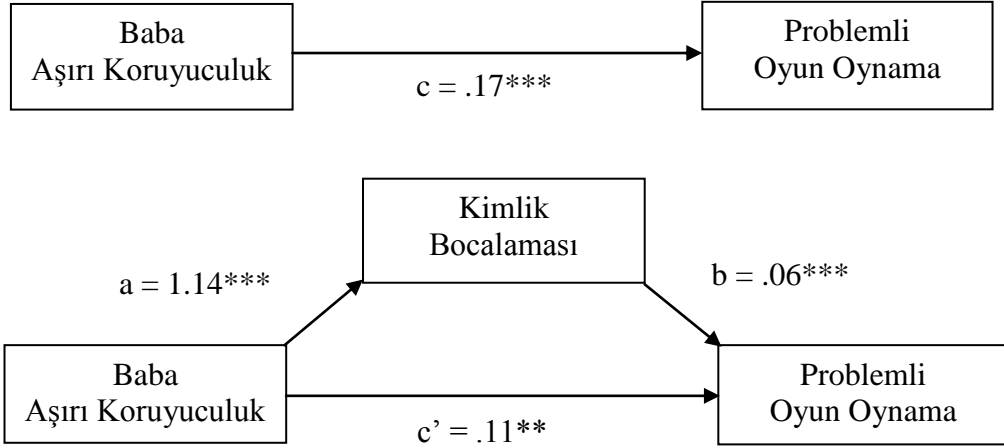 Baba
Aşırı Koruyuculuk
Problemli
Oyun Oynama
c = .17***
Kimlik
Bocalaması
a = 1.14***
b = .06***
Baba
Aşırı Koruyuculuk
Problemli
Oyun Oynama
c’ = .11**